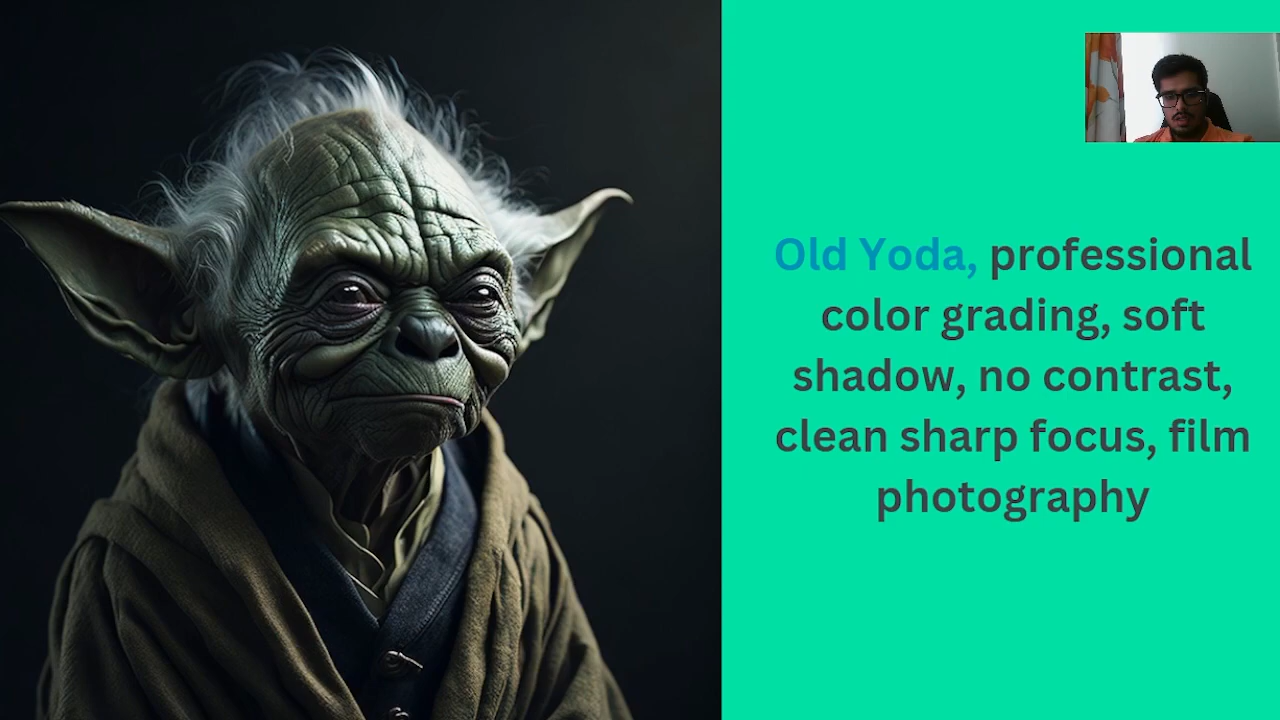 Old Yoda, professional
color grading, soft
shadow, no contrast,
clean sharp focus, film
photography